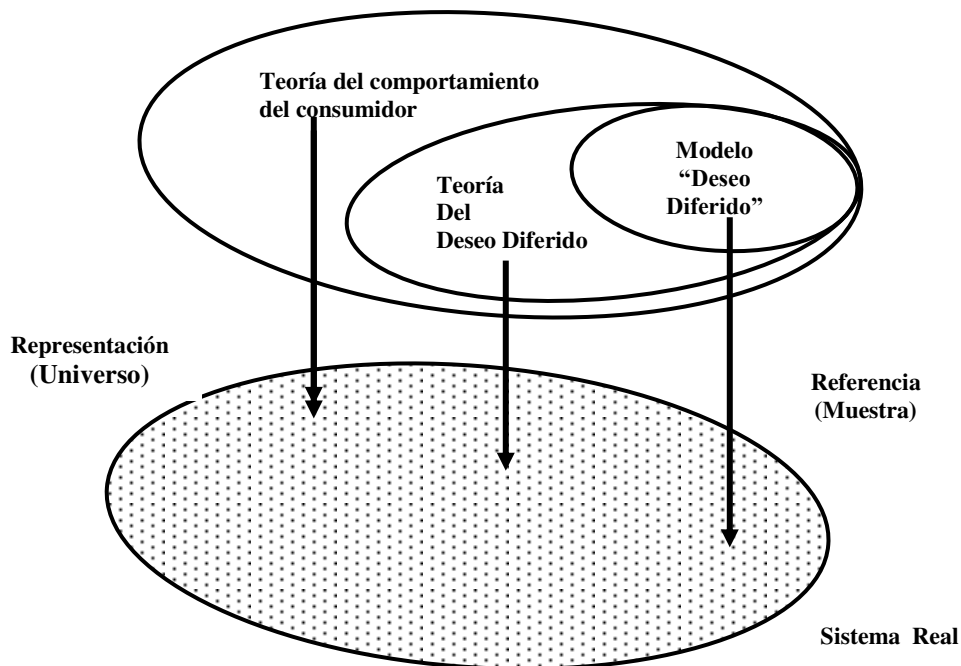 Teoría del comportamiento
del consumidor
Modelo
“Deseo
Diferido”
Teoría
Del
Deseo Diferido
Representación
(Universo)
Referencia
(Muestra)
Sistema Real